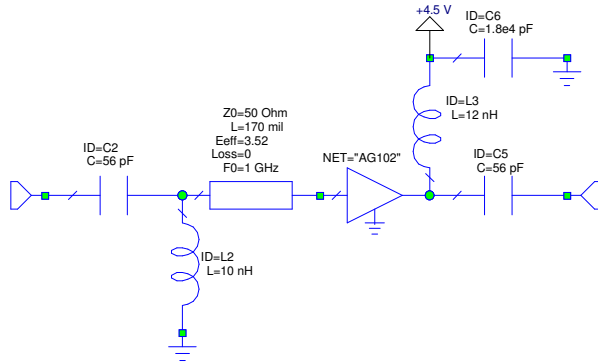 +4.5 V
ID=C6
C=1.8e4 pF
ID=L3
L=12 nH
Z0=50 Ohm
L=170 mil
Eeff=3.52
Loss=0
F0=1 GHz
ID=C2
C=56 pF
NET="AG102"
ID=C5
C=56 pF
ID=L2
L=10 nH